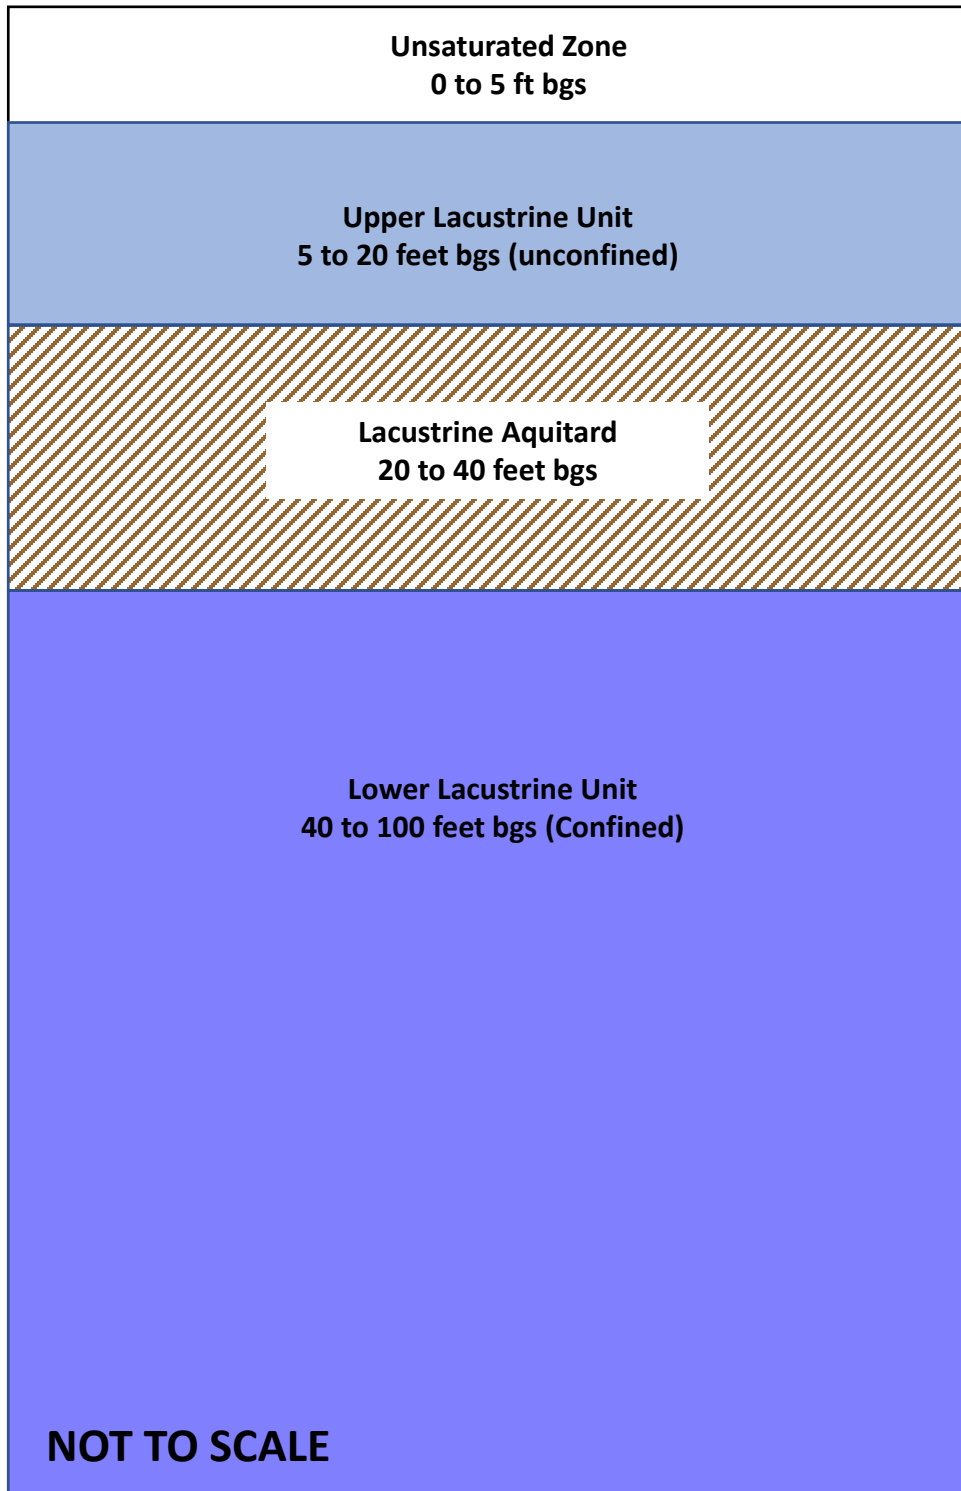 Unsaturated Zone
0 to 5 ft bgs
Upper Lacustrine Unit
5 to 20 feet bgs (unconfined)
Lacustrine Aquitard
20 to 40 feet bgs
Lower Lacustrine Unit
40 to 100 feet bgs (Confined)
NOT TO SCALE